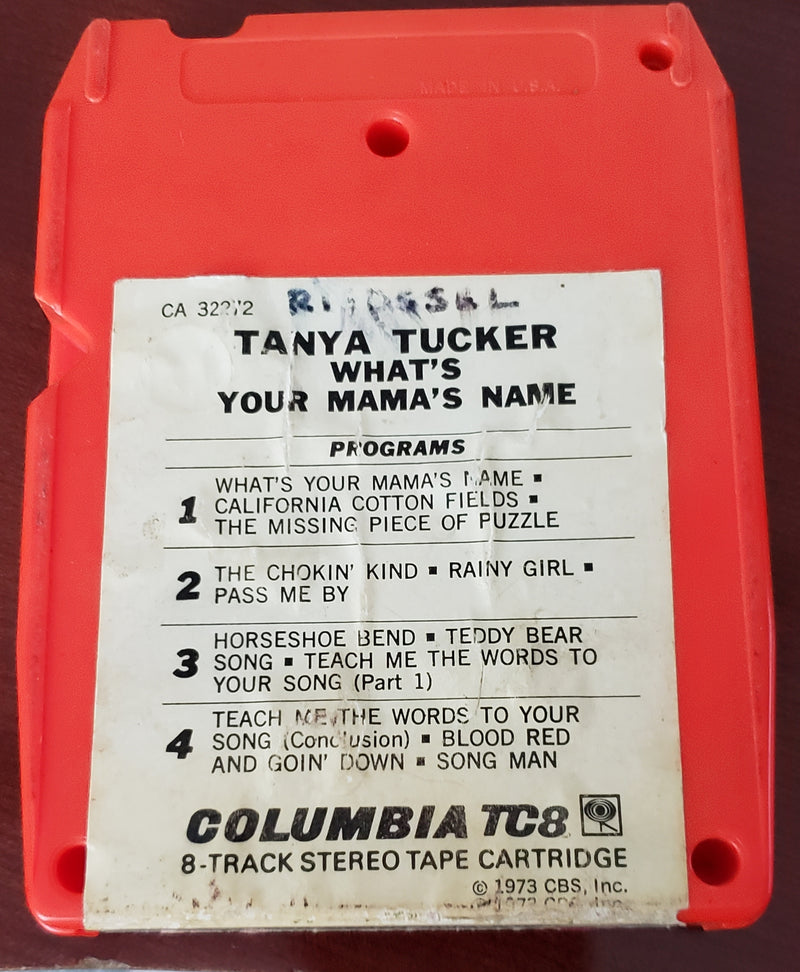 MADE IN U.S.A.
CA 32272
TANYA TUCKER
WHAT'S
YOUR MAMA'S NAME
PROGRAMS
1 WHAT'S YOUR MAMA'S NAME ▪
CALIFORNIA COTTON FIELDS ▪
THE MISSING PIECE OF PUZZLE
2 THE CHOKIN' KIND ▪ RAINY GIRL ▪
PASS ME BY
3 HORSESHOE BEND ▪ TEDDY BEAR
SONG ▪ TEACH ME THE WORDS TO
YOUR SONG (Part 1)
4 TEACH ME THE WORDS TO YOUR
SONG (Conclusion) ▪ BLOOD RED
AND GOIN' DOWN ▪ SONG MAN
COLUMBIA TC8
8-TRACK STEREO TAPE CARTRIDGE
© 1973 CBS, Inc.